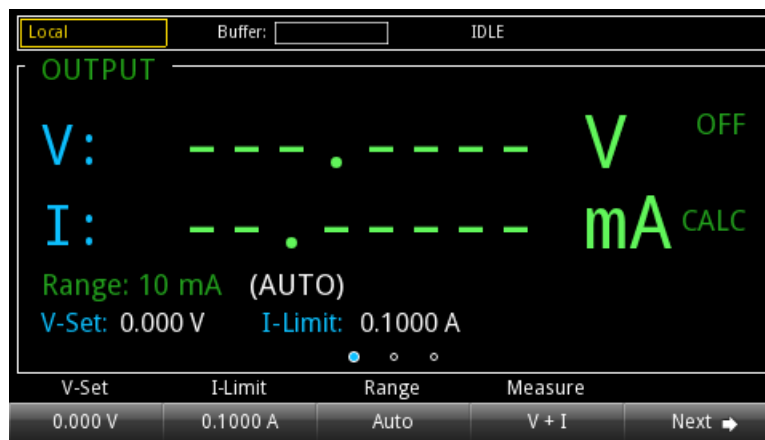 Local Buffer: IDLE
OUTPUT
V: ---.---- V OFF
I: --.----- mA CALC
Range: 10 mA (AUTO)
V-Set: 0.000 V I-Limit: 0.1000 A
V-Set I-Limit Range Measure
0.000 V 0.1000 A Auto V + I Next